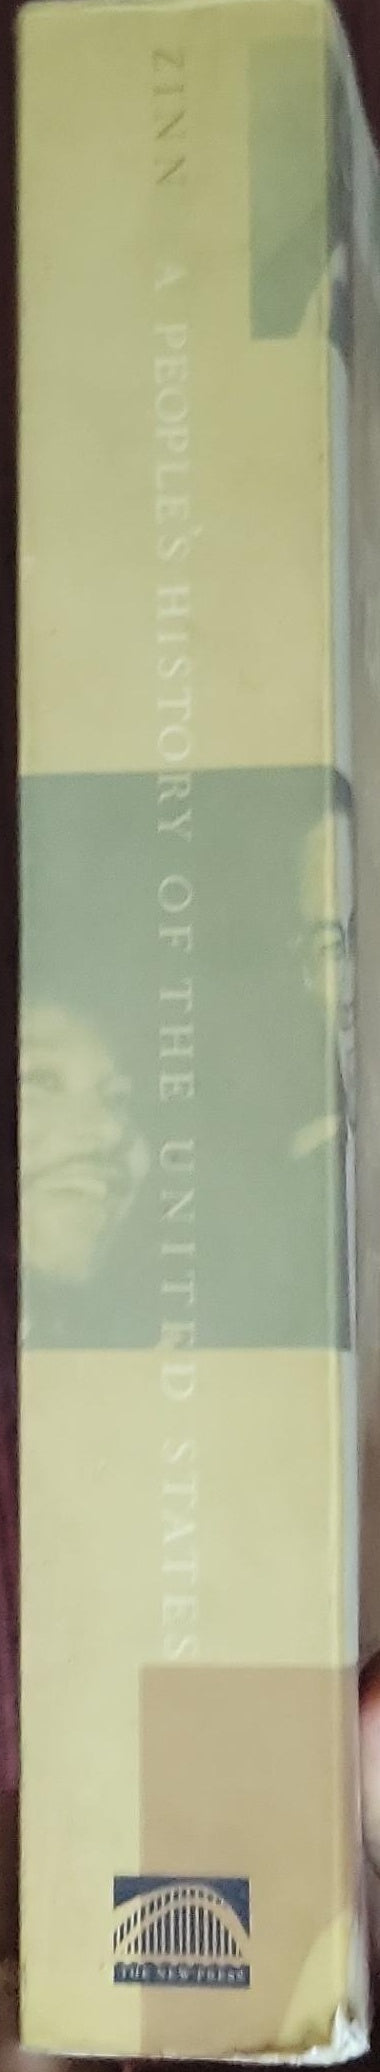 ZINN A PEOPLE'S HISTORY OF THE UNITED STATES
THE NEW PRESS